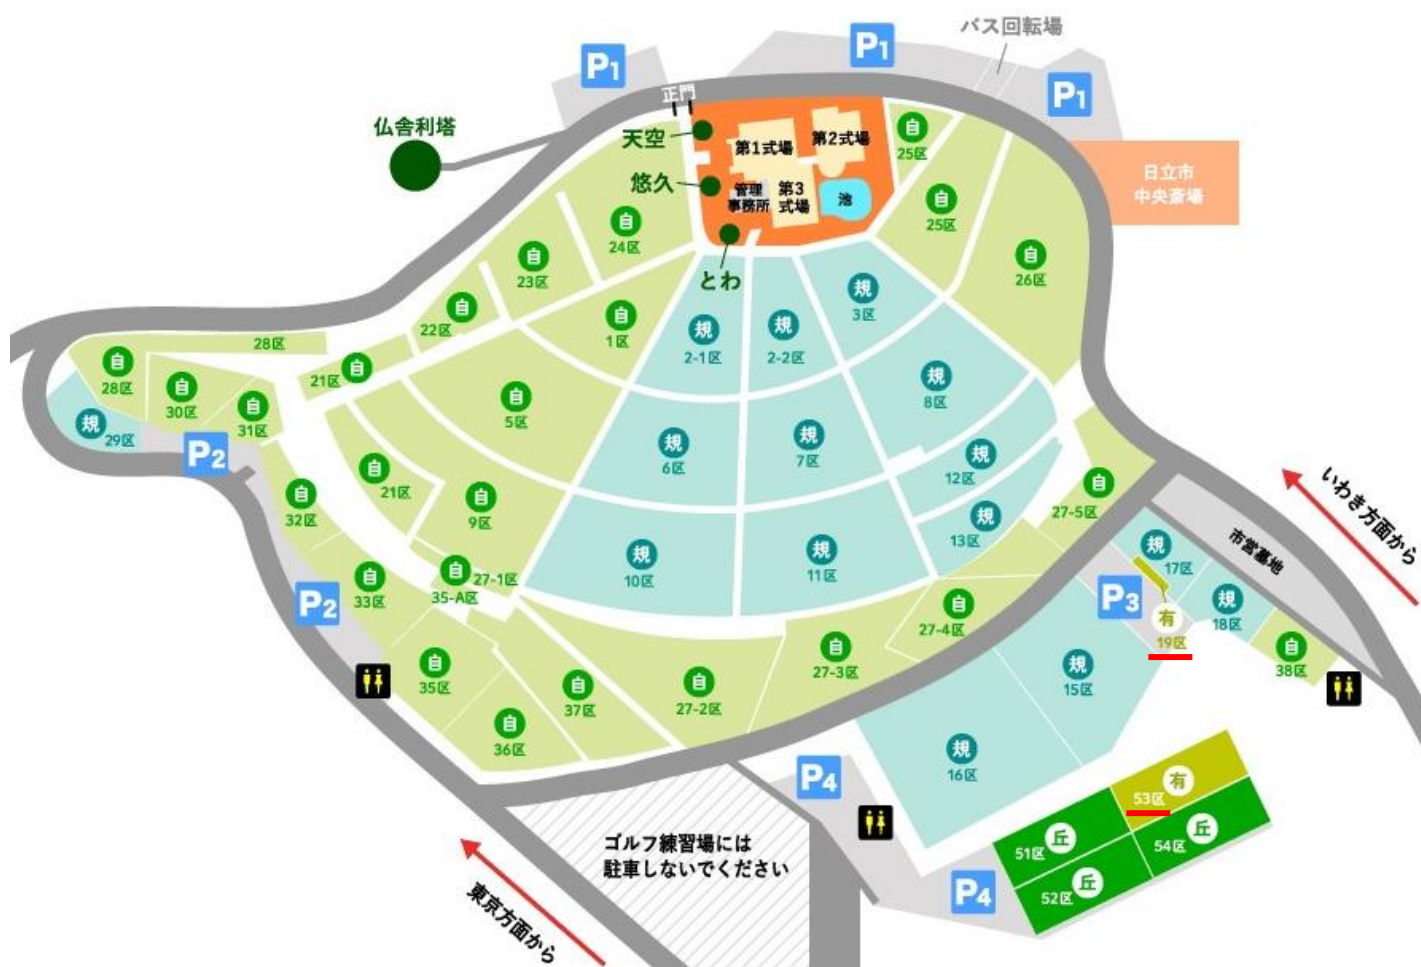 バス回転場
P1
P1
P1
正門
仏舎利塔
天空
第1式場
第2式場
自
25区
日立市
中央斎場
悠久
管理
事務所
第3
式場
池
自
24区
自
25区
自
23区
とわ
自
26区
自
22区
自
1区
規
2-1区
規
2-2区
規
3区
28区
自
28区
自
21区
自
30区
自
31区
規
29区
P2
自
5区
規
8区
規
6区
規
7区
規
12区
自
21区
自
32区
自
9区
規
13区
自
27-5区
いわき方面から
市営墓地
規
10区
規
11区
規
17区
自
33区
自
35-A区
27-1区
P2
P3
有
19区
規
18区
自
27-4区
自
38区
自
35区
自
27-3区
規
15区
自
37区
自
27-2区
自
36区
規
16区
P4
有
53区
ゴルフ練習場には
駐車しないでください
丘
51区
丘
54区
丘
52区
P4
東京方面から